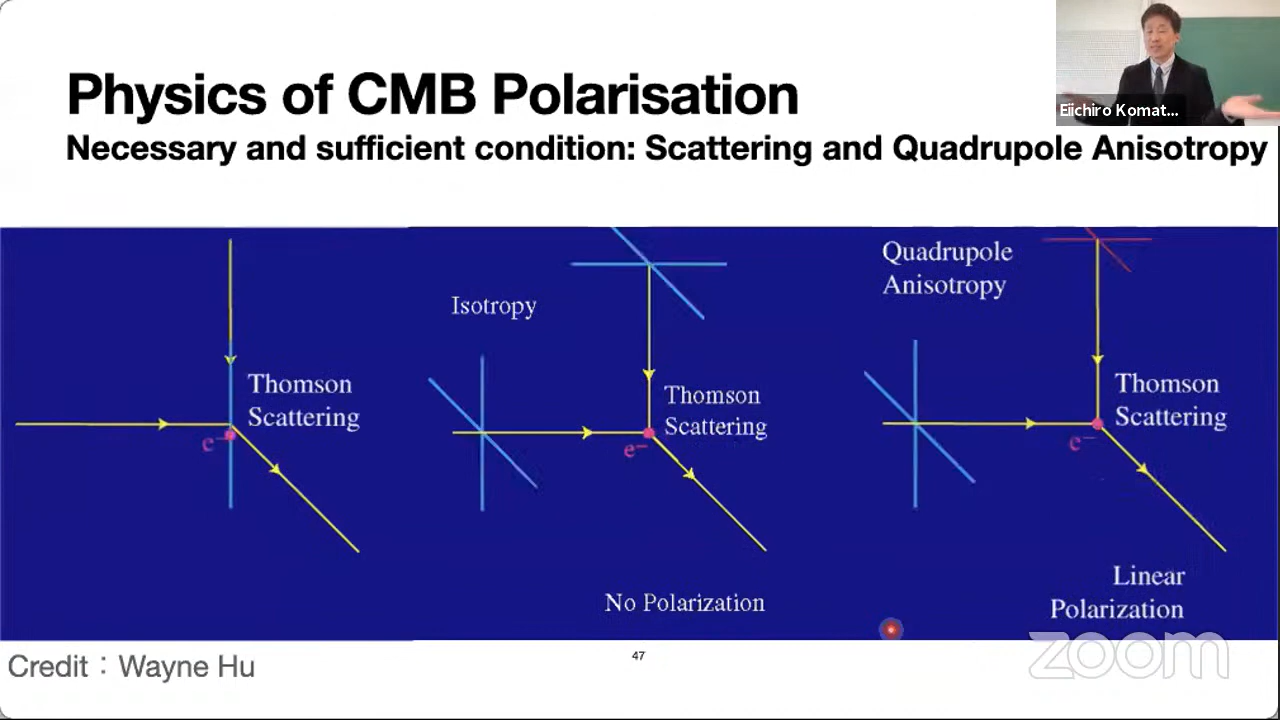 Physics of CMB Polarisation
Necessary and sufficient condition: Scattering and Quadrupole Anisotropy
Eiichiro Komat...
Thomson
Scattering
e−
Isotropy
Thomson
Scattering
e−
No Polarization
Quadrupole
Anisotropy
Thomson
Scattering
e−
Linear
Polarization
Credit：Wayne Hu
47
zoom